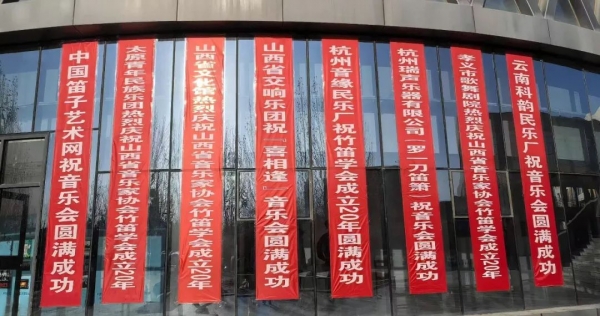 中国笛子艺术网祝音乐会圆满成功
太原青年民族乐团热烈庆祝山西省音乐家协会竹笛学会成立20年
山西省文化馆热烈庆祝山西省音乐家协会竹笛学会成立20年
山西省交响乐团祝“喜相逢”音乐会圆满成功
杭州音缘民乐厂祝竹笛学会成立20年圆满成功
杭州瑞声乐器有限公司“罗一刀笛箫”祝音乐会圆满成功
孝义市歌舞剧院热烈庆祝山西省音乐家协会竹笛学会成立20年
云南科韵民乐厂祝音乐会圆满成功